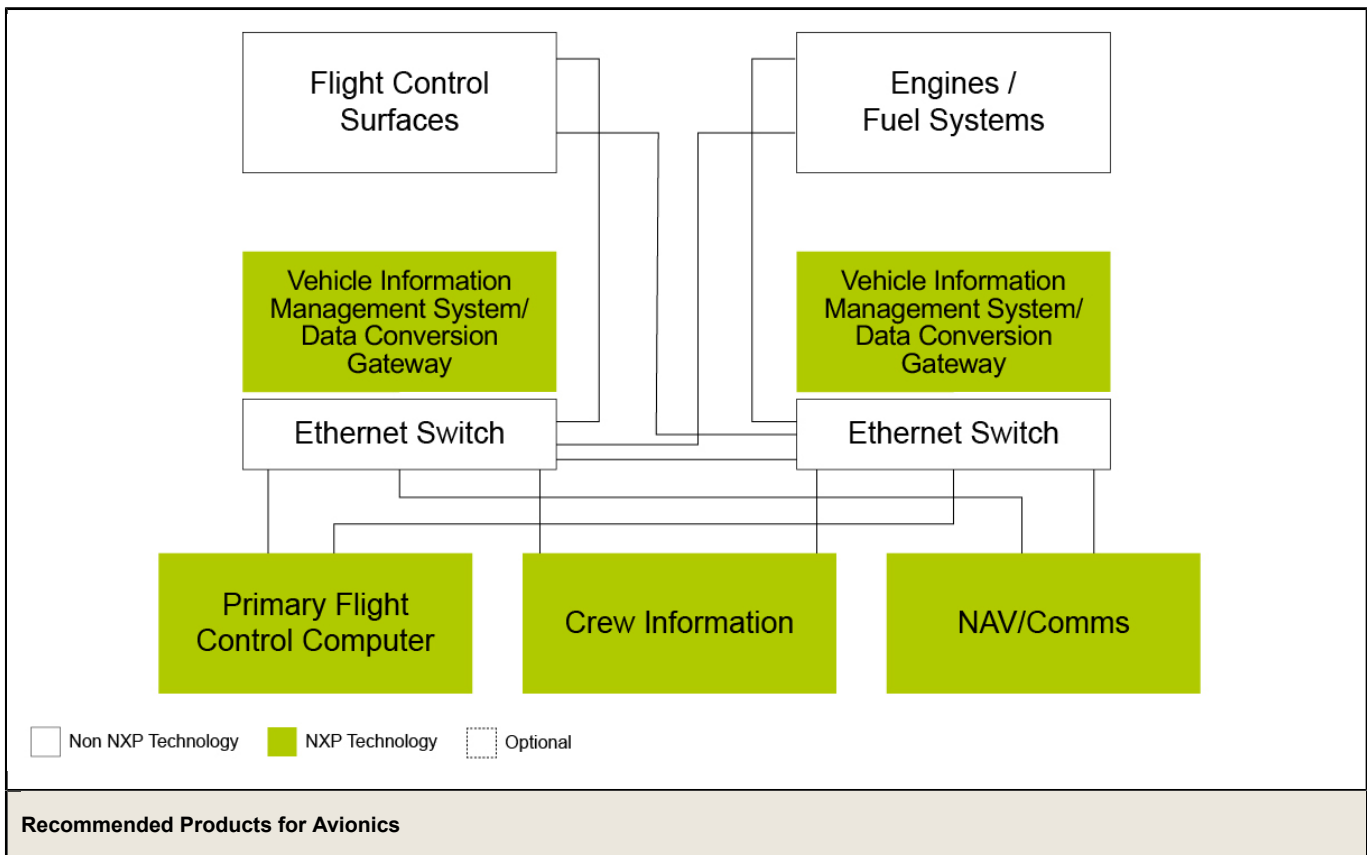 Flight Control
Surfaces
Engines /
Fuel Systems
Vehicle Information
Management System/
Data Conversion
Gateway
Vehicle Information
Management System/
Data Conversion
Gateway
Ethernet Switch
Ethernet Switch
Primary Flight
Control Computer
Crew Information
NAV/Comms
Non NXP Technology
NXP Technology
Optional
Recommended Products for Avionics